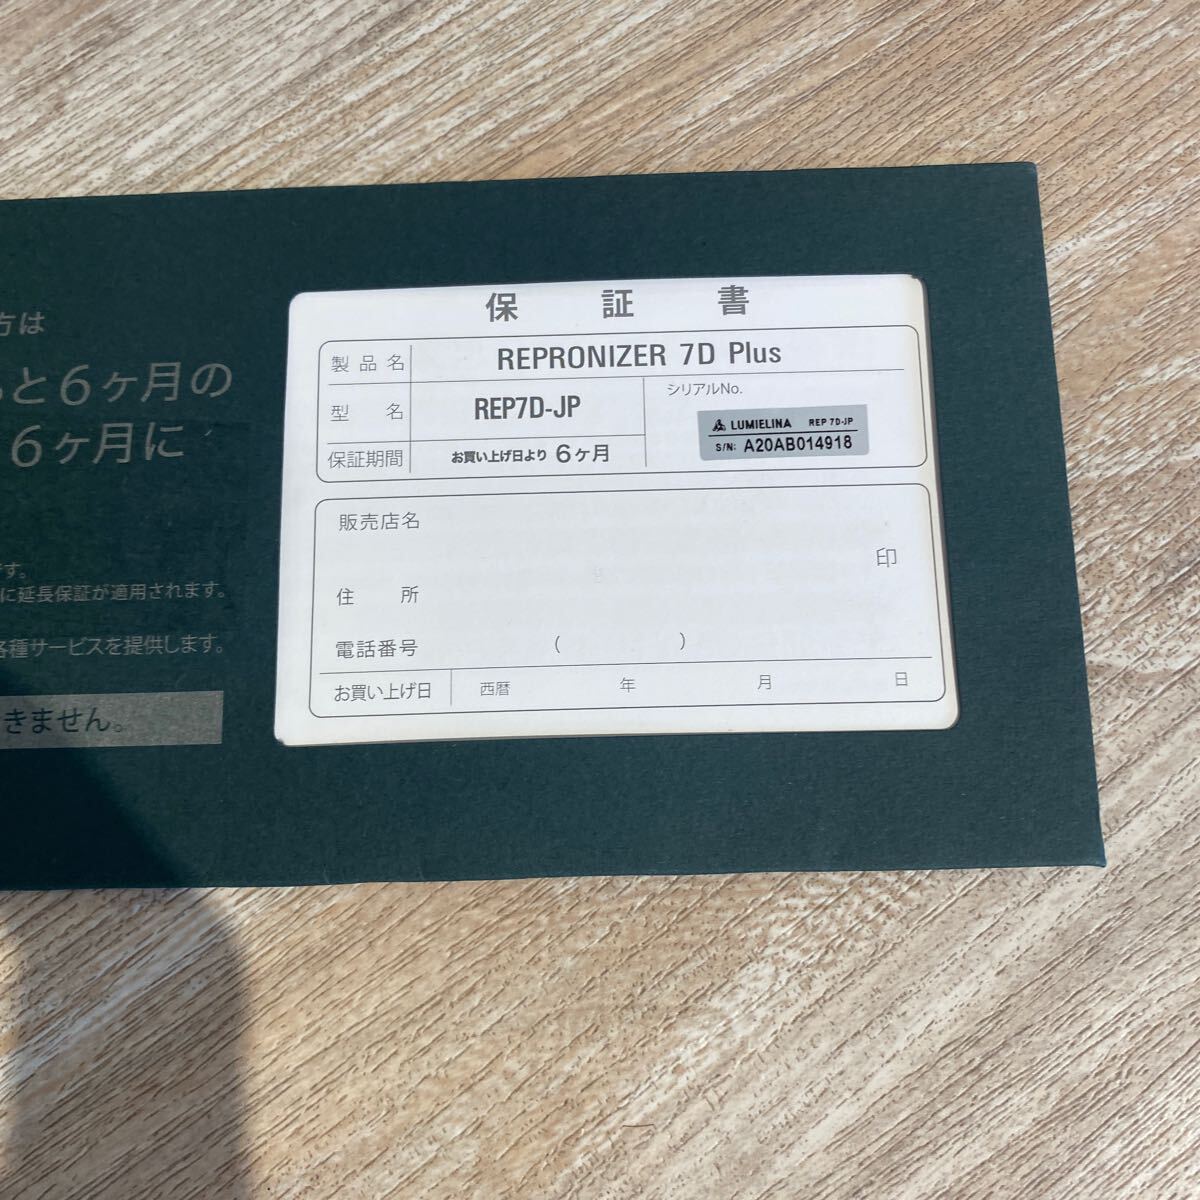 方は
っと6ヶ月の
6ヶ月に
です。
に延長保証が適用されます。
各種サービスを提供します。
きません。
保証書
製品名 REPRONIZER 7D Plus
型名 REP7D-JP
シリアルNo.
LUMIELINA REP 7D-JP
S/N: A20AB014918
保証期間 お買い上げ日より 6ヶ月
販売店名
印
住所
電話番号 ( )
お買い上げ日 西暦 年 月 日